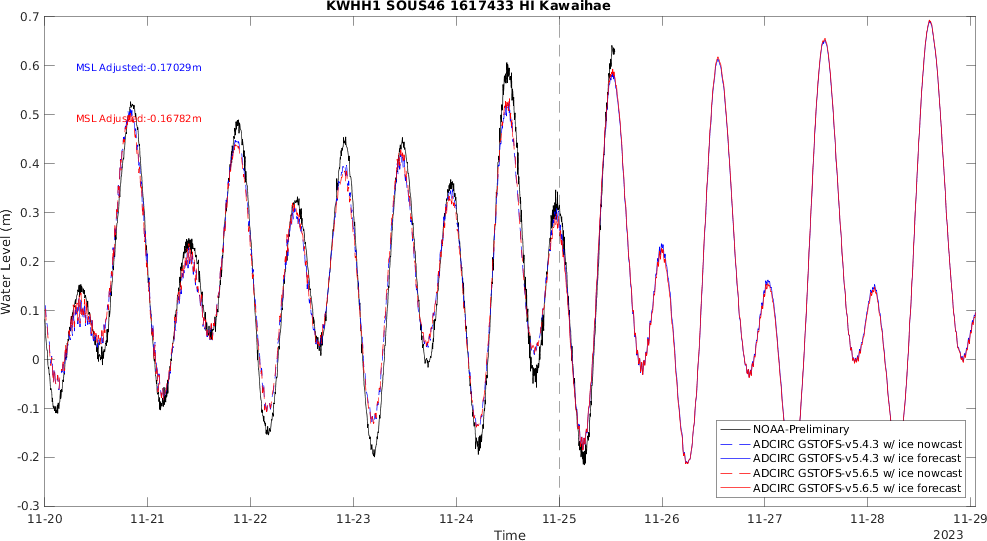 KWHH1 SOUS46 1617433 HI Kawaihae
0.7
0.6
0.5
0.4
0.3
0.2
0.1
0
-0.1
-0.2
-0.3
Water Level (m)
MSL Adjusted:-0.17029m
MSL Adjusted:-0.16782m
NOAA-Preliminary
ADCIRC GSTOFS-v5.4.3 w/ ice nowcast
ADCIRC GSTOFS-v5.4.3 w/ ice forecast
ADCIRC GSTOFS-v5.6.5 w/ ice nowcast
ADCIRC GSTOFS-v5.6.5 w/ ice forecast
11-20 11-21 11-22 11-23 11-24 11-25 11-26 11-27 11-28 11-29
Time
2023